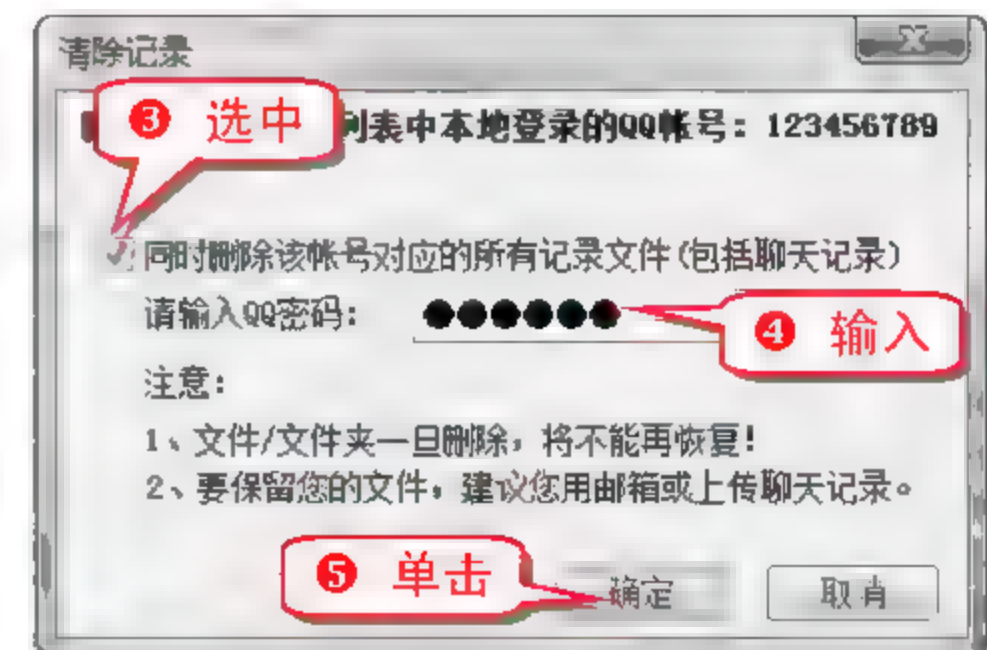 清除记录
❸ 选中
列表中本地登录的QQ帐号：123456789
同时删除该帐号对应的所有记录文件(包括聊天记录)
请输入QQ密码：
❹ 输入
注意：
1、文件/文件夹一旦删除，将不能再恢复！
2、要保留您的文件，建议您用邮箱或上传聊天记录。
❺ 单击
确定
取消